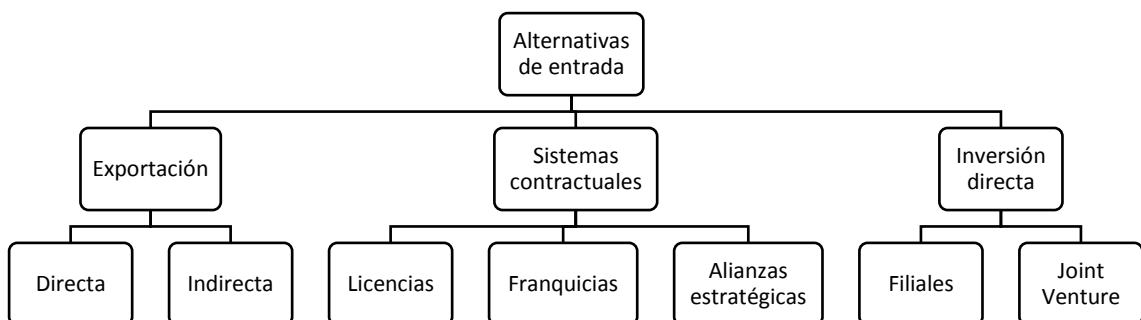 Alternativas
de entrada
Exportación
Sistemas
contractuales
Inversión
directa
Directa
Indirecta
Licencias
Franquicias
Alianzas
estratégicas
Filiales
Joint
Venture